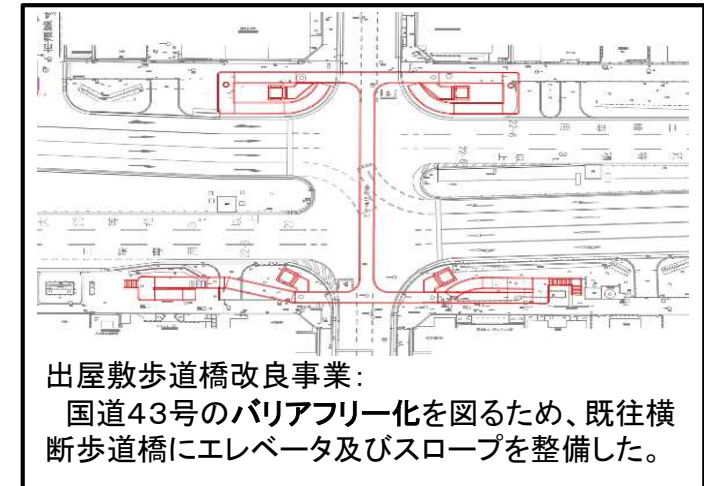 出屋敷歩道橋改良事業：
国道４３号のバリアフリー化を図るため、既往横
断歩道橋にエレベータ及びスロープを整備した。